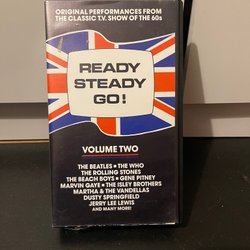 ORIGINAL PERFORMANCES FROM
THE CLASSIC T.V. SHOW OF THE 60s
READY
STEADY
GO!
VOLUME TWO
THE BEATLES • THE WHO
THE ROLLING STONES
THE BEACH BOYS • GENE PITNEY
MARVIN GAYE • THE ISLEY BROTHERS
MARTHA & THE VANDELLAS
DUSTY SPRINGFIELD
JERRY LEE LEWIS
AND MANY MORE!